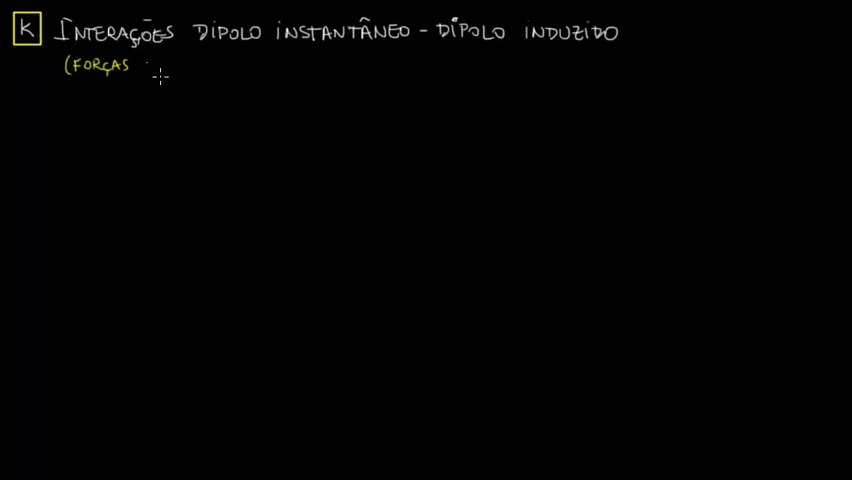 K INTERAÇÕES DIPOLO INSTANTÂNEO - DIPOLO INDUZIDO
(FORÇAS